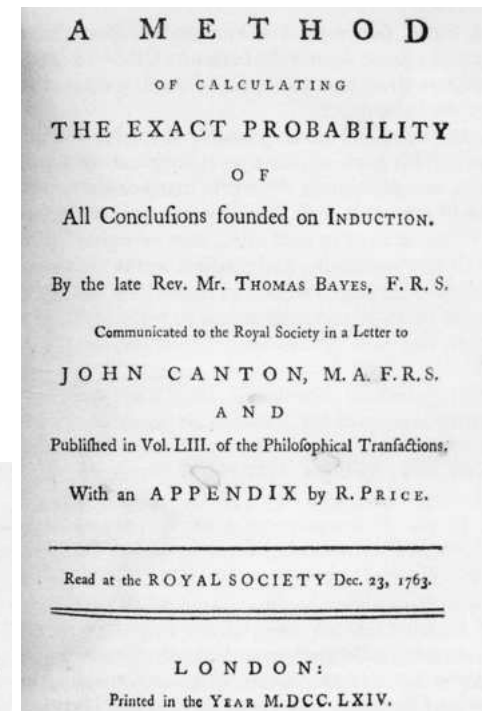 A METHOD
OF CALCULATING
THE EXACT PROBABILITY
OF
All Concluſions founded on INDUCTION.
By the late Rev. Mr. THOMAS BAYES, F. R. S.
Communicated to the Royal Society in a Letter to
JOHN CANTON, M. A. F. R. S.
AND
Publiſhed in Vol. LIII. of the Philoſophical Tranſactions.
With an APPENDIX by R. PRICE.
Read at the ROYAL SOCIETY Dec. 23, 1763.
LONDON:
Printed in the YEAR M.DCC. LXIV.